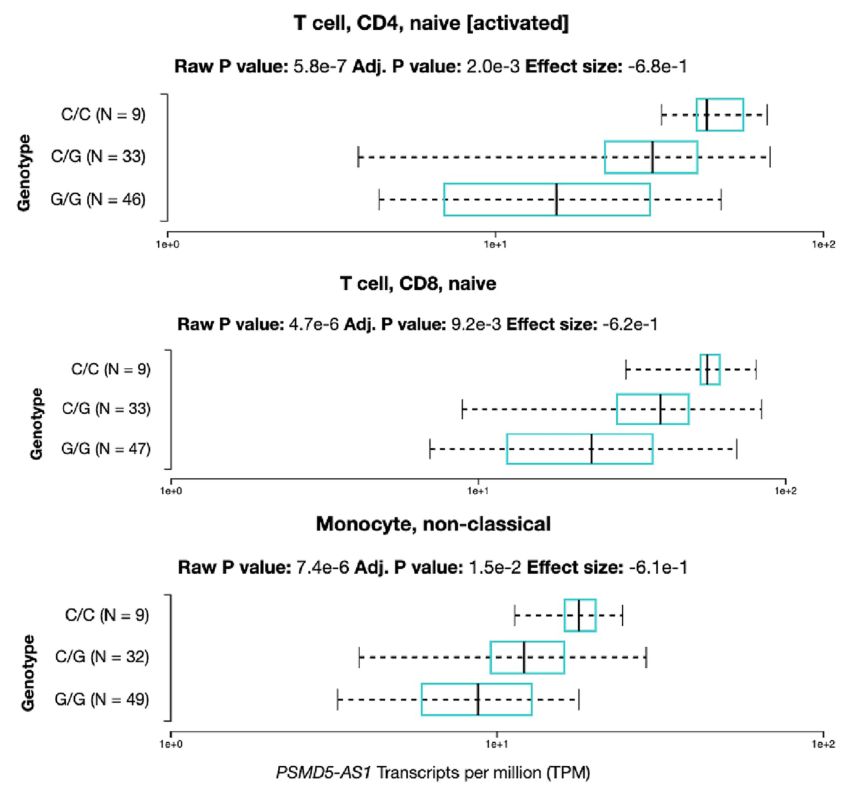 T cell, CD4, naive [activated]
Raw P value: 5.8e-7 Adj. P value: 2.0e-3 Effect size: -6.8e-1
Genotype
C/C (N = 9)
C/G (N = 33)
G/G (N = 46)
1e+0 1e+1 1e+2
T cell, CD8, naive
Raw P value: 4.7e-6 Adj. P value: 9.2e-3 Effect size: -6.2e-1
Genotype
C/C (N = 9)
C/G (N = 33)
G/G (N = 47)
1e+0 1e+1 1e+2
Monocyte, non-classical
Raw P value: 7.4e-6 Adj. P value: 1.5e-2 Effect size: -6.1e-1
Genotype
C/C (N = 9)
C/G (N = 32)
G/G (N = 49)
1e+0 1e+1 1e+2
PSMD5-AS1 Transcripts per million (TPM)